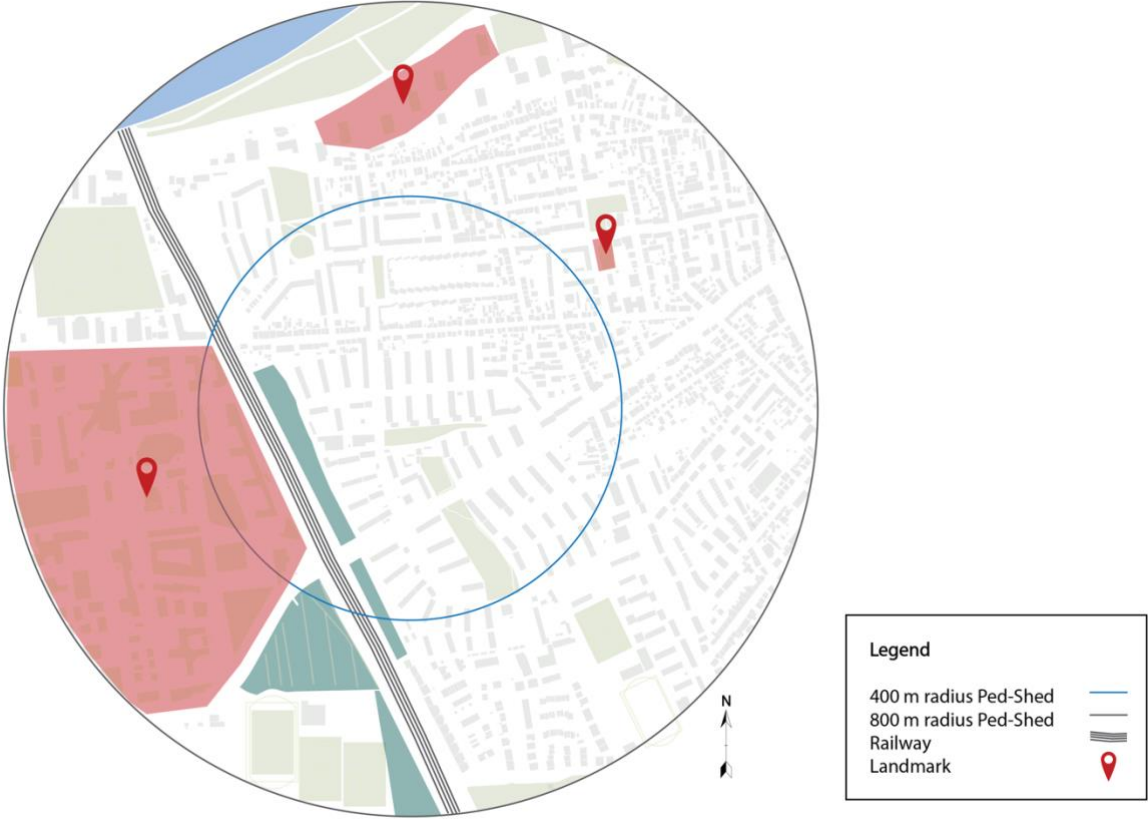 N
Legend
400 m radius Ped-Shed
800 m radius Ped-Shed
Railway
Landmark